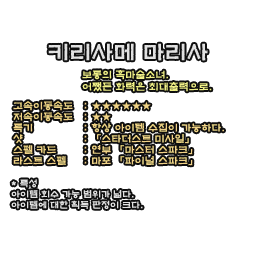 키리사메 마리사
보통의 흑마술소녀.
어쨌든 화력은 최대출력으로.
고속이동속도 : ★★★★★★
저속이동속도 : ★★
특기 : 항상 아이템 수집이 가능하다.
샷 : 「스타더스트 미사일」
스펠 카드 : 연부 「마스터 스파크」
라스트 스펠 : 마포 「파이널 스파크」
* 특성
아이템 회수 가능 범위가 넓다.
아이템에 대한 획득 판정이 크다.